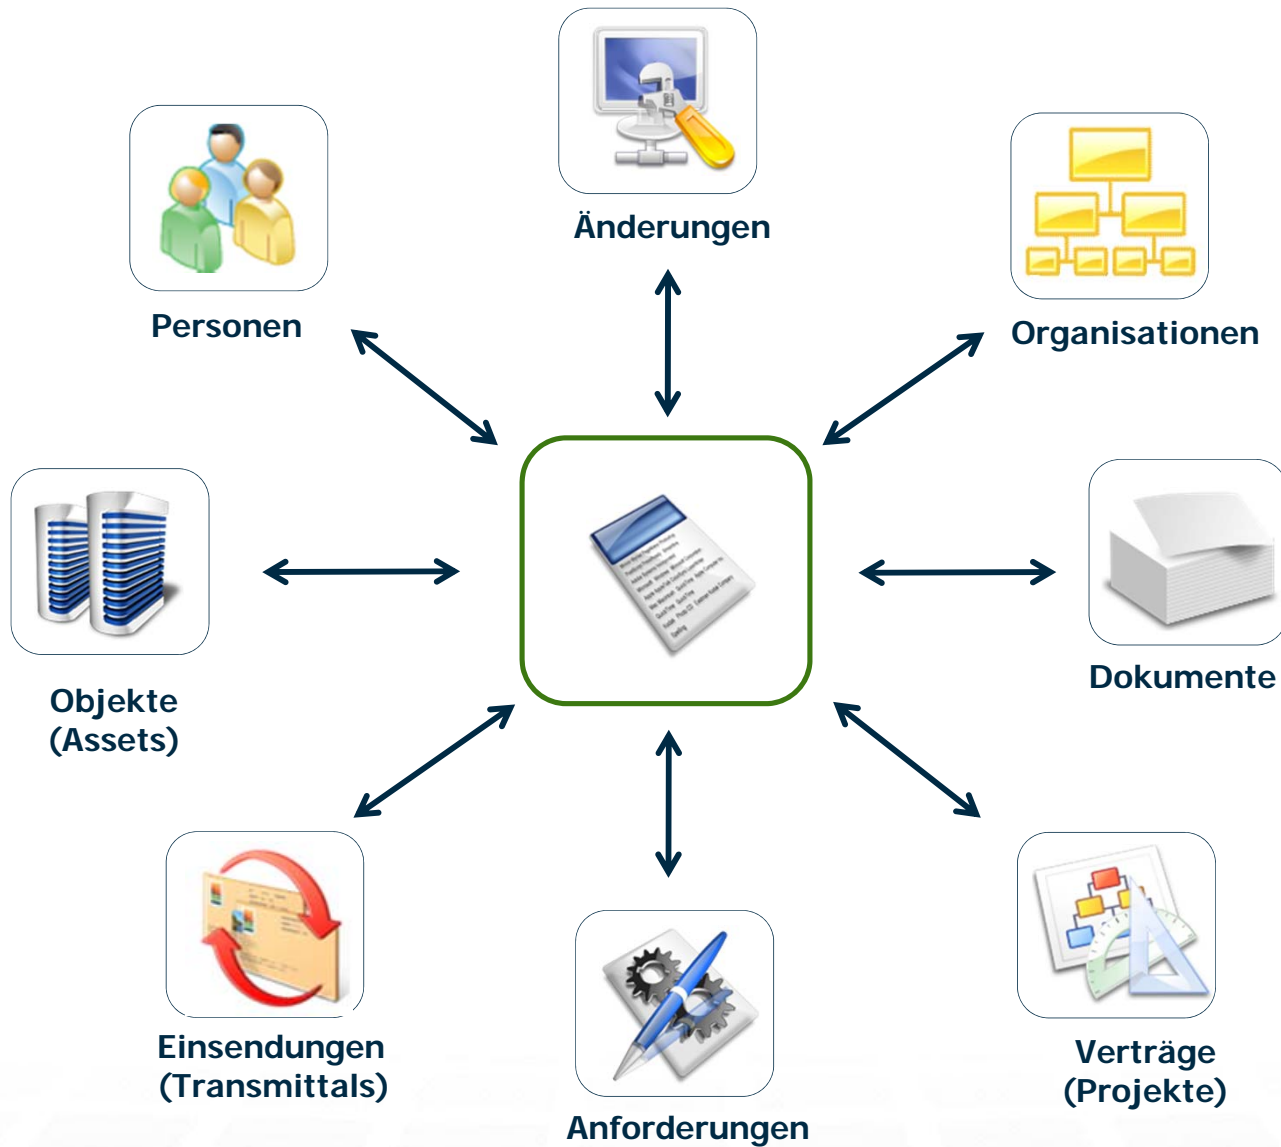 Änderungen
Personen
Organisationen
Objekte
(Assets)
Dokumente
Einsendungen
(Transmittals)
Verträge
(Projekte)
Anforderungen